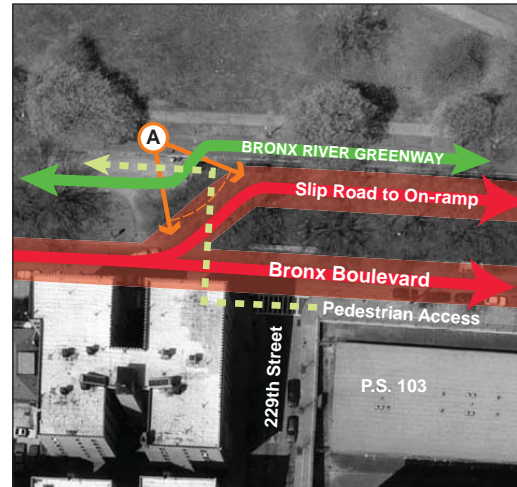 A
BRONX RIVER GREENWAY
Slip Road to On-ramp
Bronx Boulevard
Pedestrian Access
229th Street
P.S. 103